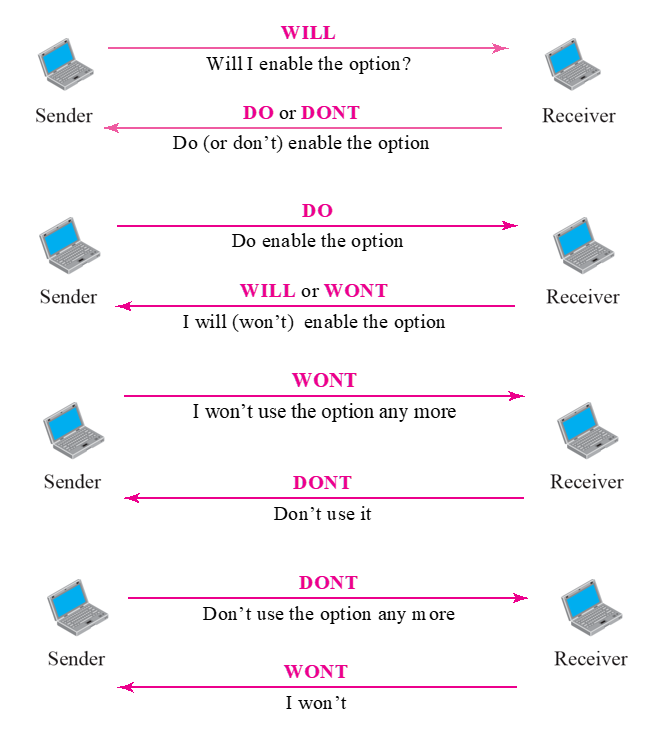 WILL
Will I enable the option?
Sender
Receiver
DO or DONT
Do (or don’t) enable the option
DO
Do enable the option
Sender
Receiver
WILL or WONT
I will (won’t) enable the option
WONT
I won’t use the option any more
Sender
Receiver
DONT
Don’t use it
DONT
Don’t use the option any more
Sender
Receiver
WONT
I won’t